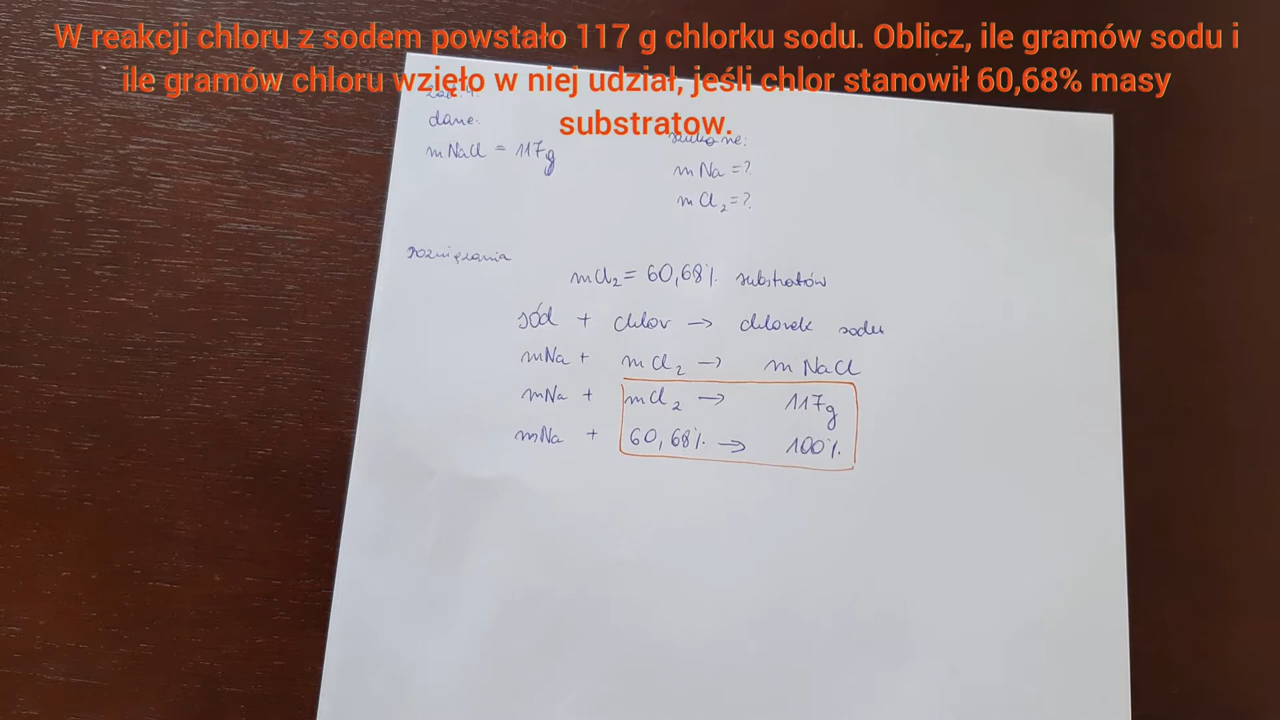 W reakcji chloru z sodem powstało 117 g chlorku sodu. Oblicz, ile gramów sodu i
ile gramów chloru wzięło w niej udział, jeśli chlor stanowił 60,68% masy
substratow.
dane:
szukane:
mNaCl = 117g
mNa = ?
mCl₂ = ?
rozwiązania
mCl₂ = 60,68% substratów
sód + chlor → chlorek sodu
mNa + mCl₂ → mNaCl
mNa + mCl₂ → 117g
mNa + 60,68% → 100%